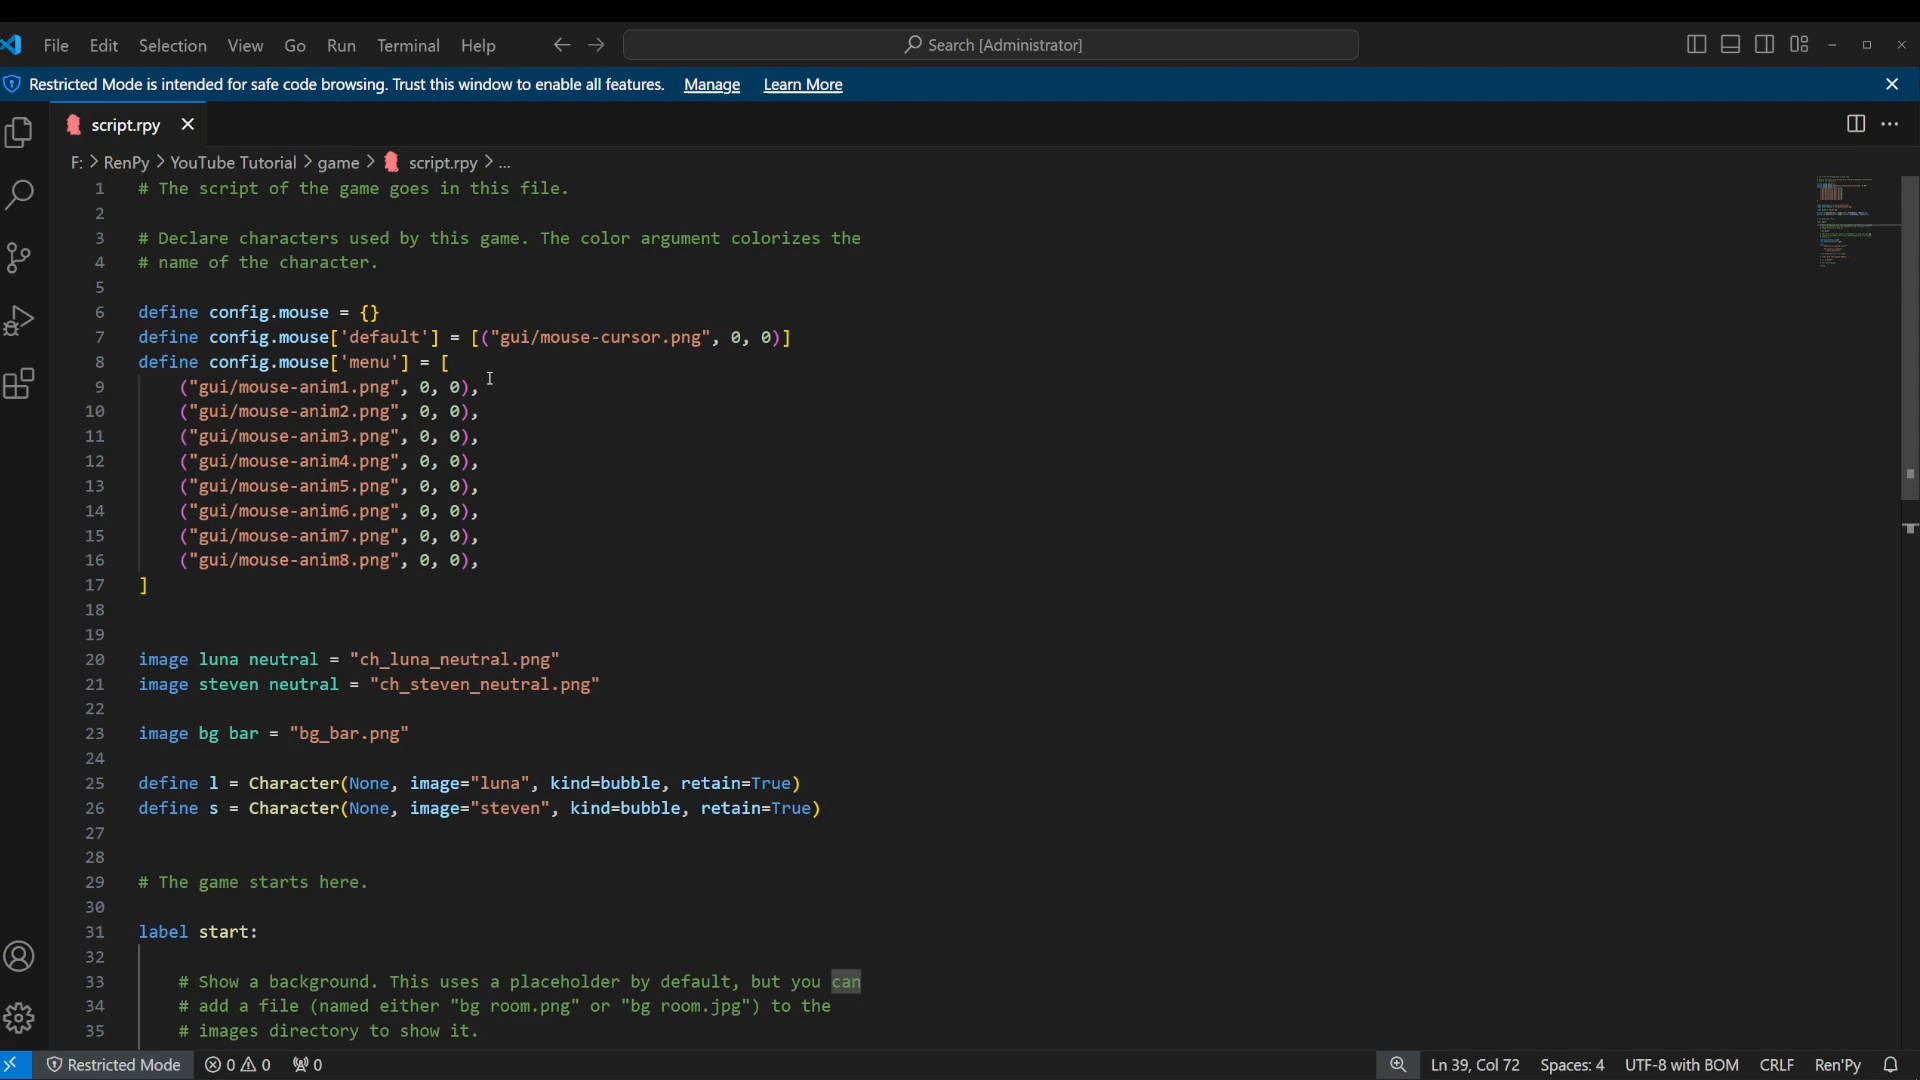 File Edit Selection View Go Run Terminal Help Search [Administrator]
Restricted Mode is intended for safe code browsing. Trust this window to enable all features. Manage Learn More
script.rpy
F: > RenPy > YouTube Tutorial > game > script.rpy > ...
1 # The script of the game goes in this file.
2
3 # Declare characters used by this game. The color argument colorizes the
4 # name of the character.
5
6 define config.mouse = {}
7 define config.mouse['default'] = [("gui/mouse-cursor.png", 0, 0)]
8 define config.mouse['menu'] = [
9 ("gui/mouse-anim1.png", 0, 0),
10 ("gui/mouse-anim2.png", 0, 0),
11 ("gui/mouse-anim3.png", 0, 0),
12 ("gui/mouse-anim4.png", 0, 0),
13 ("gui/mouse-anim5.png", 0, 0),
14 ("gui/mouse-anim6.png", 0, 0),
15 ("gui/mouse-anim7.png", 0, 0),
16 ("gui/mouse-anim8.png", 0, 0),
17 ]
18
19
20 image luna neutral = "ch_luna_neutral.png"
21 image steven neutral = "ch_steven_neutral.png"
22
23 image bg bar = "bg_bar.png"
24
25 define l = Character(None, image="luna", kind=bubble, retain=True)
26 define s = Character(None, image="steven", kind=bubble, retain=True)
27
28
29 # The game starts here.
30
31 label start:
32
33 # Show a background. This uses a placeholder by default, but you can
34 # add a file (named either "bg room.png" or "bg room.jpg") to the
35 # images directory to show it.
Restricted Mode 0 0 0 Ln 39, Col 72 Spaces: 4 UTF-8 with BOM CRLF Ren'Py